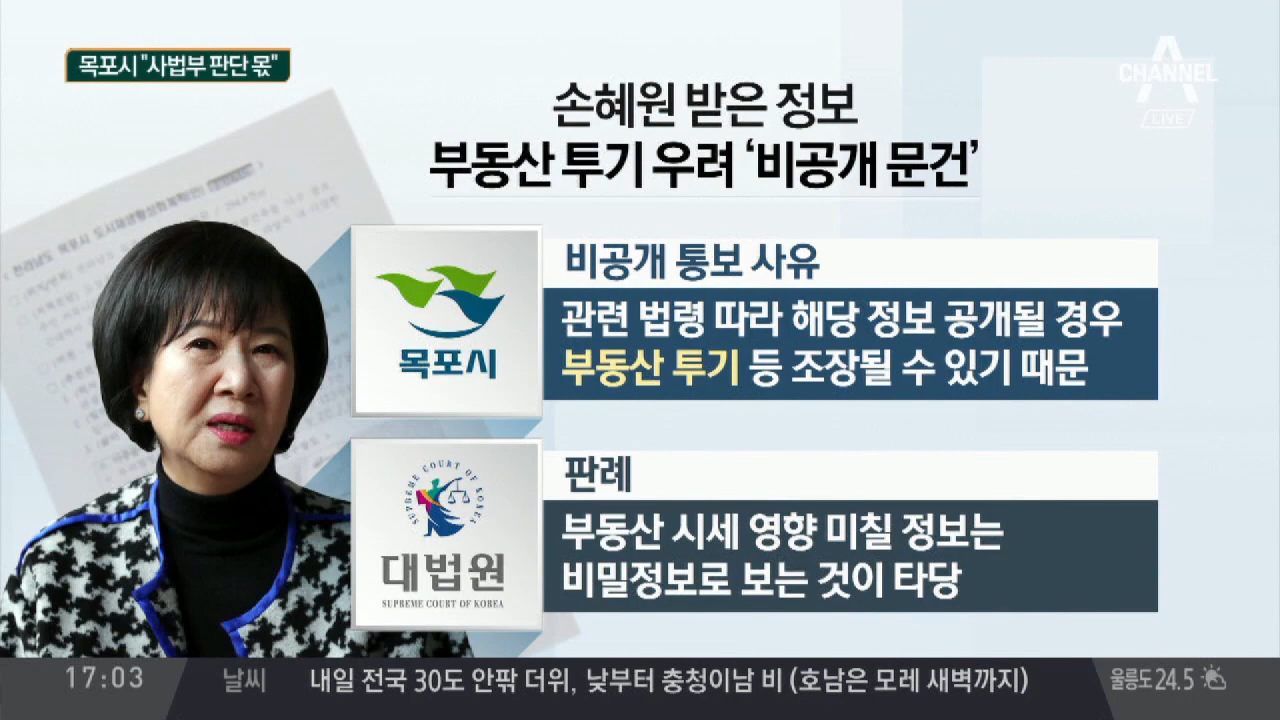 목포시 "사법부 판단 몫"
CHANNEL A
LIVE
손혜원 받은 정보
부동산 투기 우려 ‘비공개 문건’
목포시
비공개 통보 사유
관련 법령 따라 해당 정보 공개될 경우
부동산 투기 등 조장될 수 있기 때문
SUPREME COURT OF KOREA
대법원
SUPREME COURT OF KOREA
판례
부동산 시세 영향 미칠 정보는
비밀정보로 보는 것이 타당
17:03 날씨 내일 전국 30도 안팎 더위, 낮부터 충청이남 비 (호남은 모레 새벽까지) 울릉도 24.5